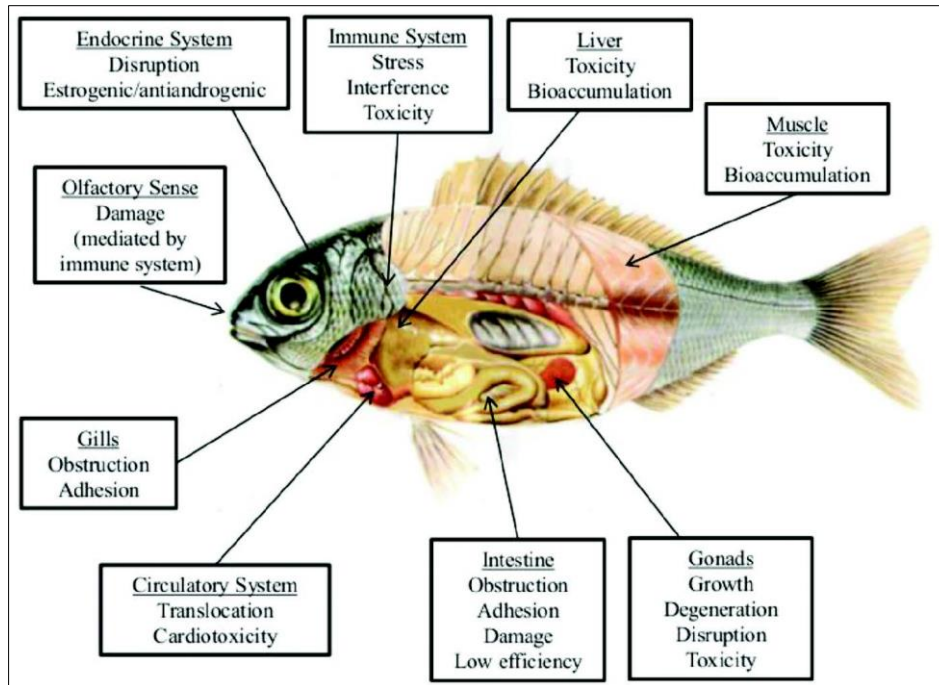 Endocrine System
Disruption
Estrogenic/antiandrogenic
Immune System
Stress
Interference
Toxicity
Liver
Toxicity
Bioaccumulation
Muscle
Toxicity
Bioaccumulation
Olfactory Sense
Damage
(mediated by
immune system)
Gills
Obstruction
Adhesion
Circulatory System
Translocation
Cardiotoxicity
Intestine
Obstruction
Adhesion
Damage
Low efficiency
Gonads
Growth
Degeneration
Disruption
Toxicity